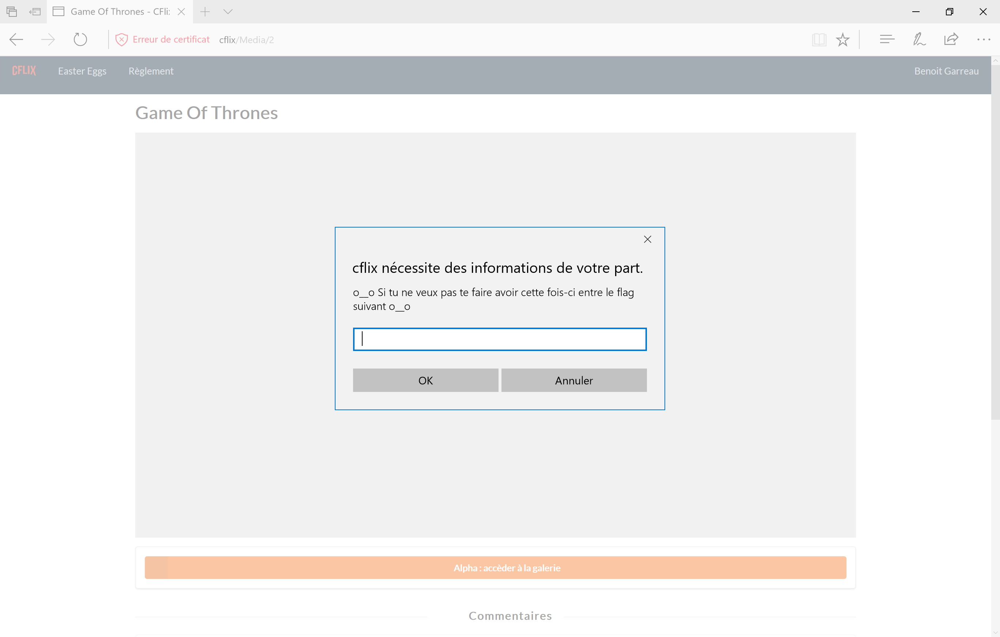 Game Of Thrones - CFli
Erreur de certificat cflix/Media/2
CFLIX Easter Eggs Règlement Benoit Garreau
Game Of Thrones
cflix nécessite des informations de votre part.
o__o Si tu ne veux pas te faire avoir cette fois-ci entre le flag
suivant o__o
OK Annuler
Alpha : accèder à la galerie
Commentaires